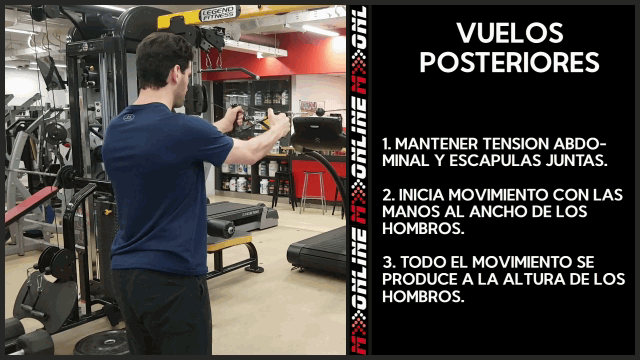 LEGEND
FITNESS
VUELOS
POSTERIORES
1. MANTENER TENSION ABDO-
MINAL Y ESCAPULAS JUNTAS.
2. INICIA MOVIMIENTO CON LAS
MANOS AL ANCHO DE LOS
HOMBROS.
3. TODO EL MOVIMIENTO SE
PRODUCE A LA ALTURA DE LOS
HOMBROS.
ONLINE
ONLINE